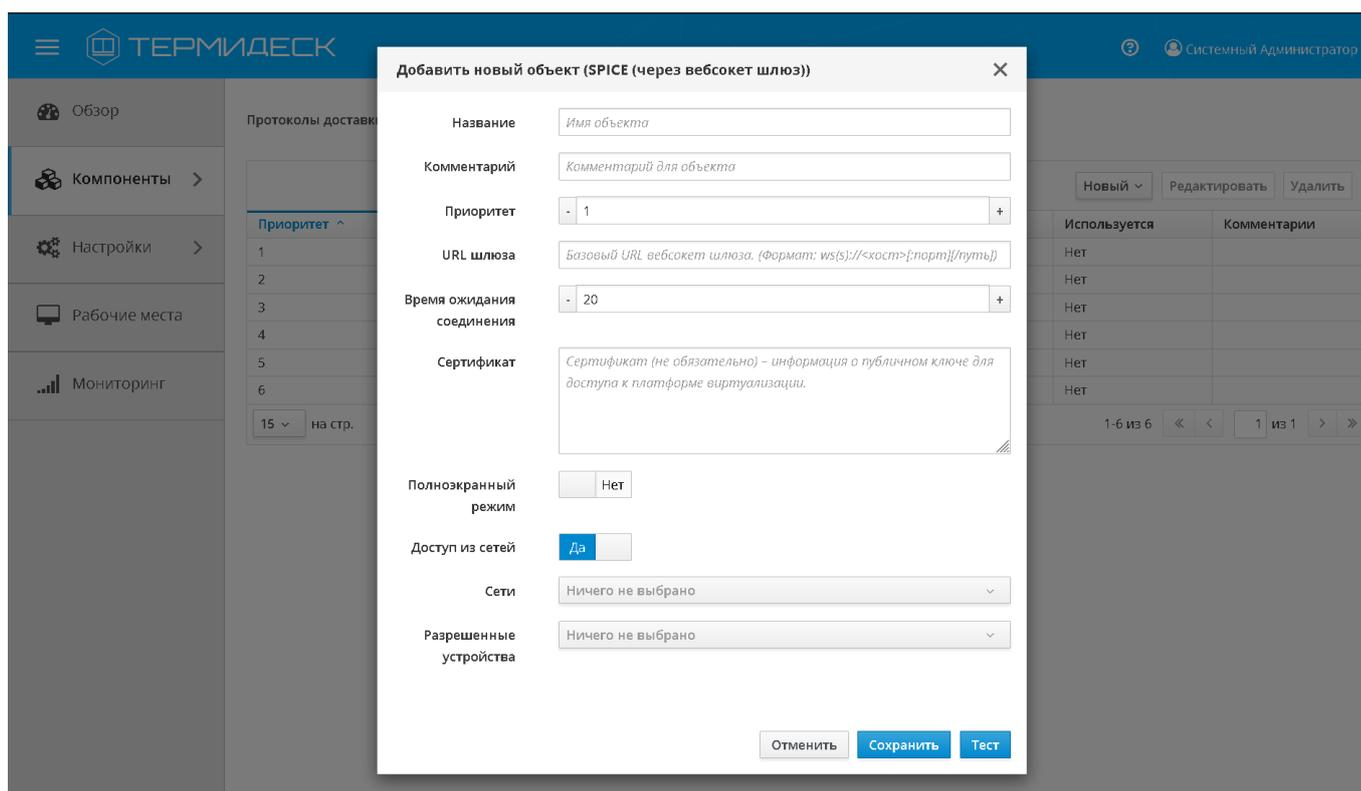 ТЕРМИДЕСК
Системный Администратор
Добавить новый объект (SPICE (через вебсокет шлюз))
Обзор
Компоненты
Настройки
Рабочие места
Мониторинг
Протоколы доставк
Новый
Редактировать
Удалить
Приоритет
Используется
Комментарии
1
Нет
2
Нет
3
Нет
4
Нет
5
Нет
6
Нет
15
на стр.
1-6 из 6
1 из 1
Название
Имя объекта
Комментарий
Комментарий для объекта
Приоритет
- 1 +
URL шлюза
Базовый URL вебсокет шлюза. (Формат: ws(s)://<хост>[:порт][/путь])
Время ожидания
соединения
- 20 +
Сертификат
Сертификат (не обязательно) – информация о публичном ключе для
доступа к платформе виртуализации.
Полноэкранный
режим
Нет
Доступ из сетей
Да
Сети
Ничего не выбрано
Разрешенные
устройства
Ничего не выбрано
Отменить
Сохранить
Тест